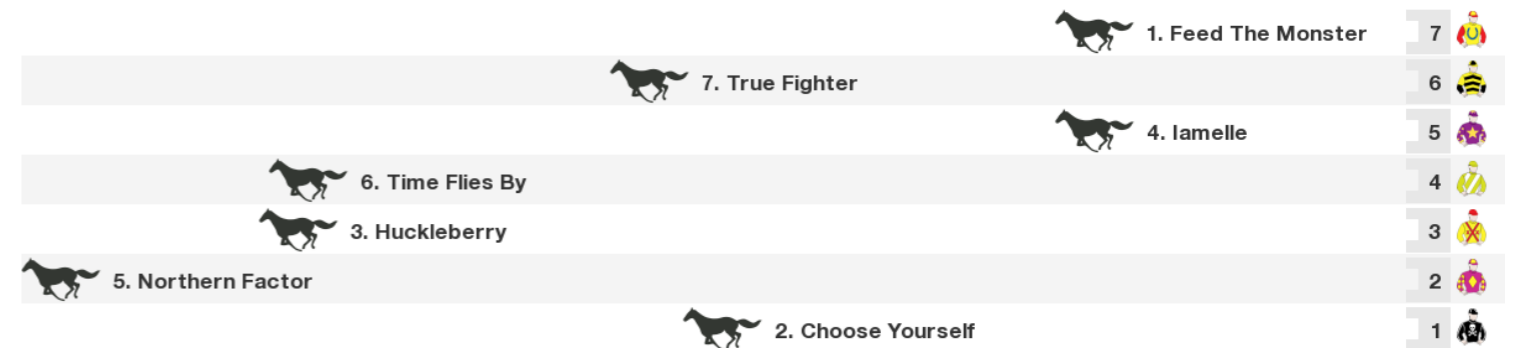 1. Feed The Monster 7
7. True Fighter 6
4. Iamelle 5
6. Time Flies By 4
3. Huckleberry 3
5. Northern Factor 2
2. Choose Yourself 1